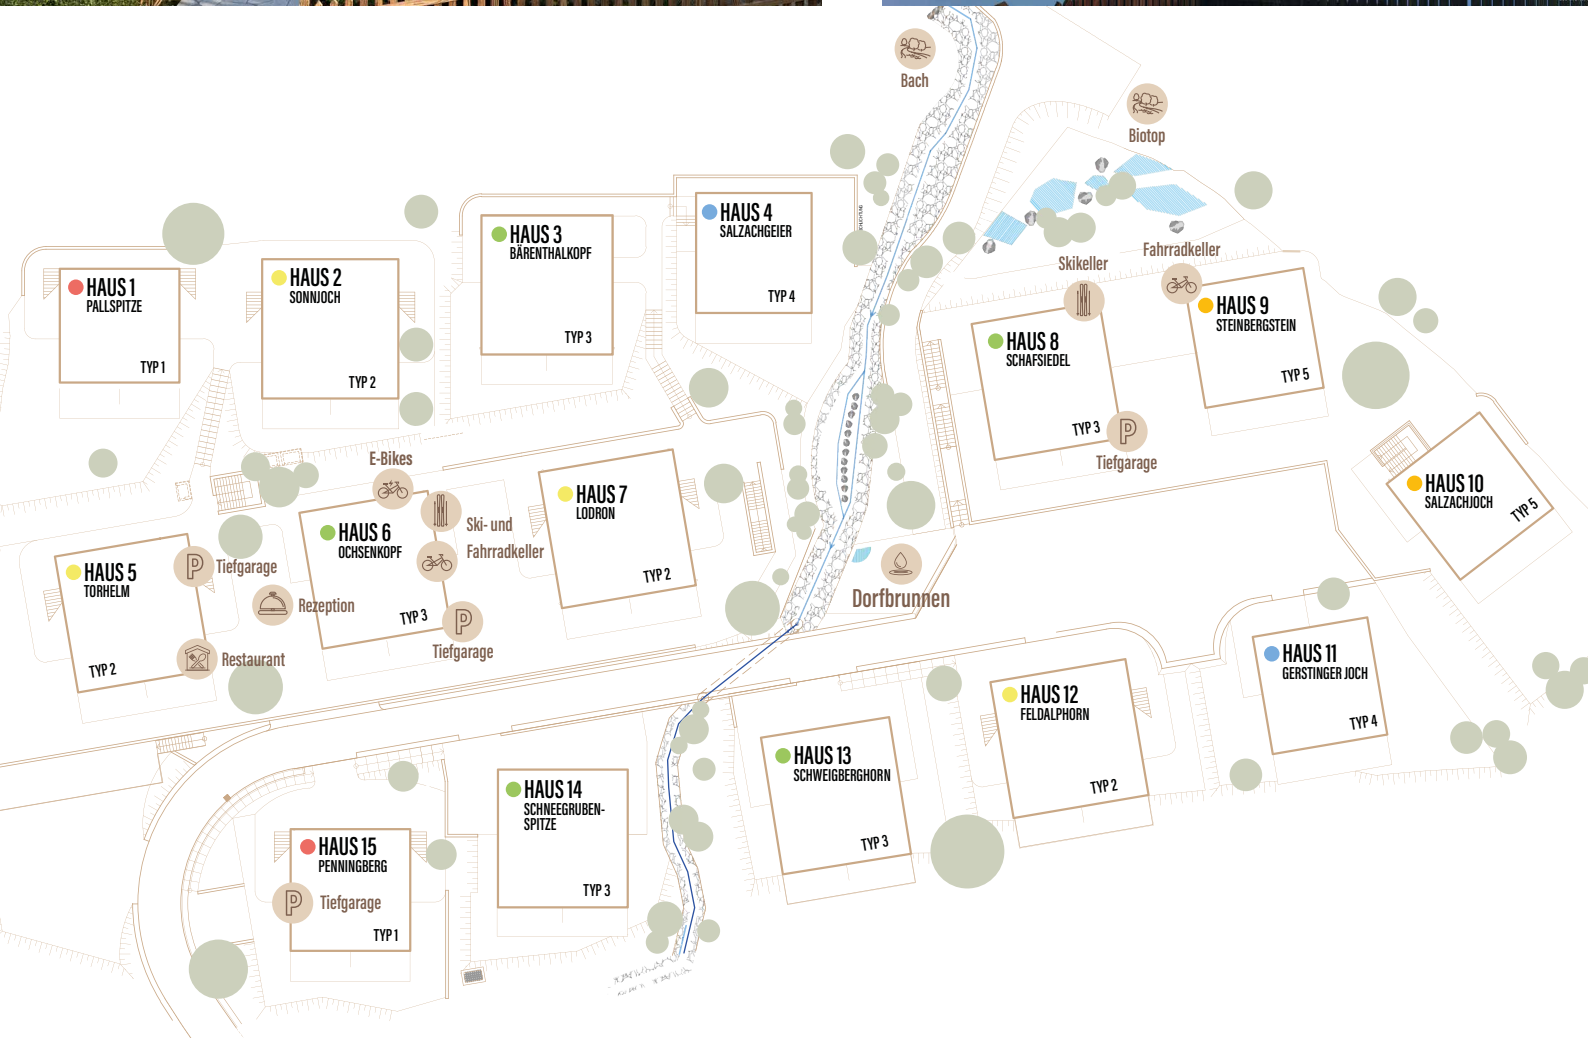 Bach
Biotop
HAUS 1
PALLSPITZE
TYP 1
HAUS 2
SONNJOCH
TYP 2
HAUS 3
BÄRENTHALKOPF
TYP 3
HAUS 4
SALZACHGEIER
TYP 4
Skikeller
Fahrradkeller
HAUS 8
SCHAFSIEDEL
TYP 3
P
Tiefgarage
HAUS 9
STEINBERGSTEIN
TYP 5
HAUS 10
SALZACHJOCH
TYP 5
HAUS 5
TORHELM
TYP 2
P
Tiefgarage
Rezeption
Restaurant
E-Bikes
HAUS 6
OCHSENKOPF
TYP 3
Ski- und
Fahrradkeller
P
Tiefgarage
HAUS 7
LODRON
TYP 2
Dorfbrunnen
HAUS 11
GERSTINGER JOCH
TYP 4
HAUS 12
FELDALPHORN
TYP 2
HAUS 13
SCHWEIGBERGHORN
TYP 3
HAUS 14
SCHNEEGRUBEN-
SPITZE
TYP 3
HAUS 15
PENNINGBERG
P
Tiefgarage
TYP 1